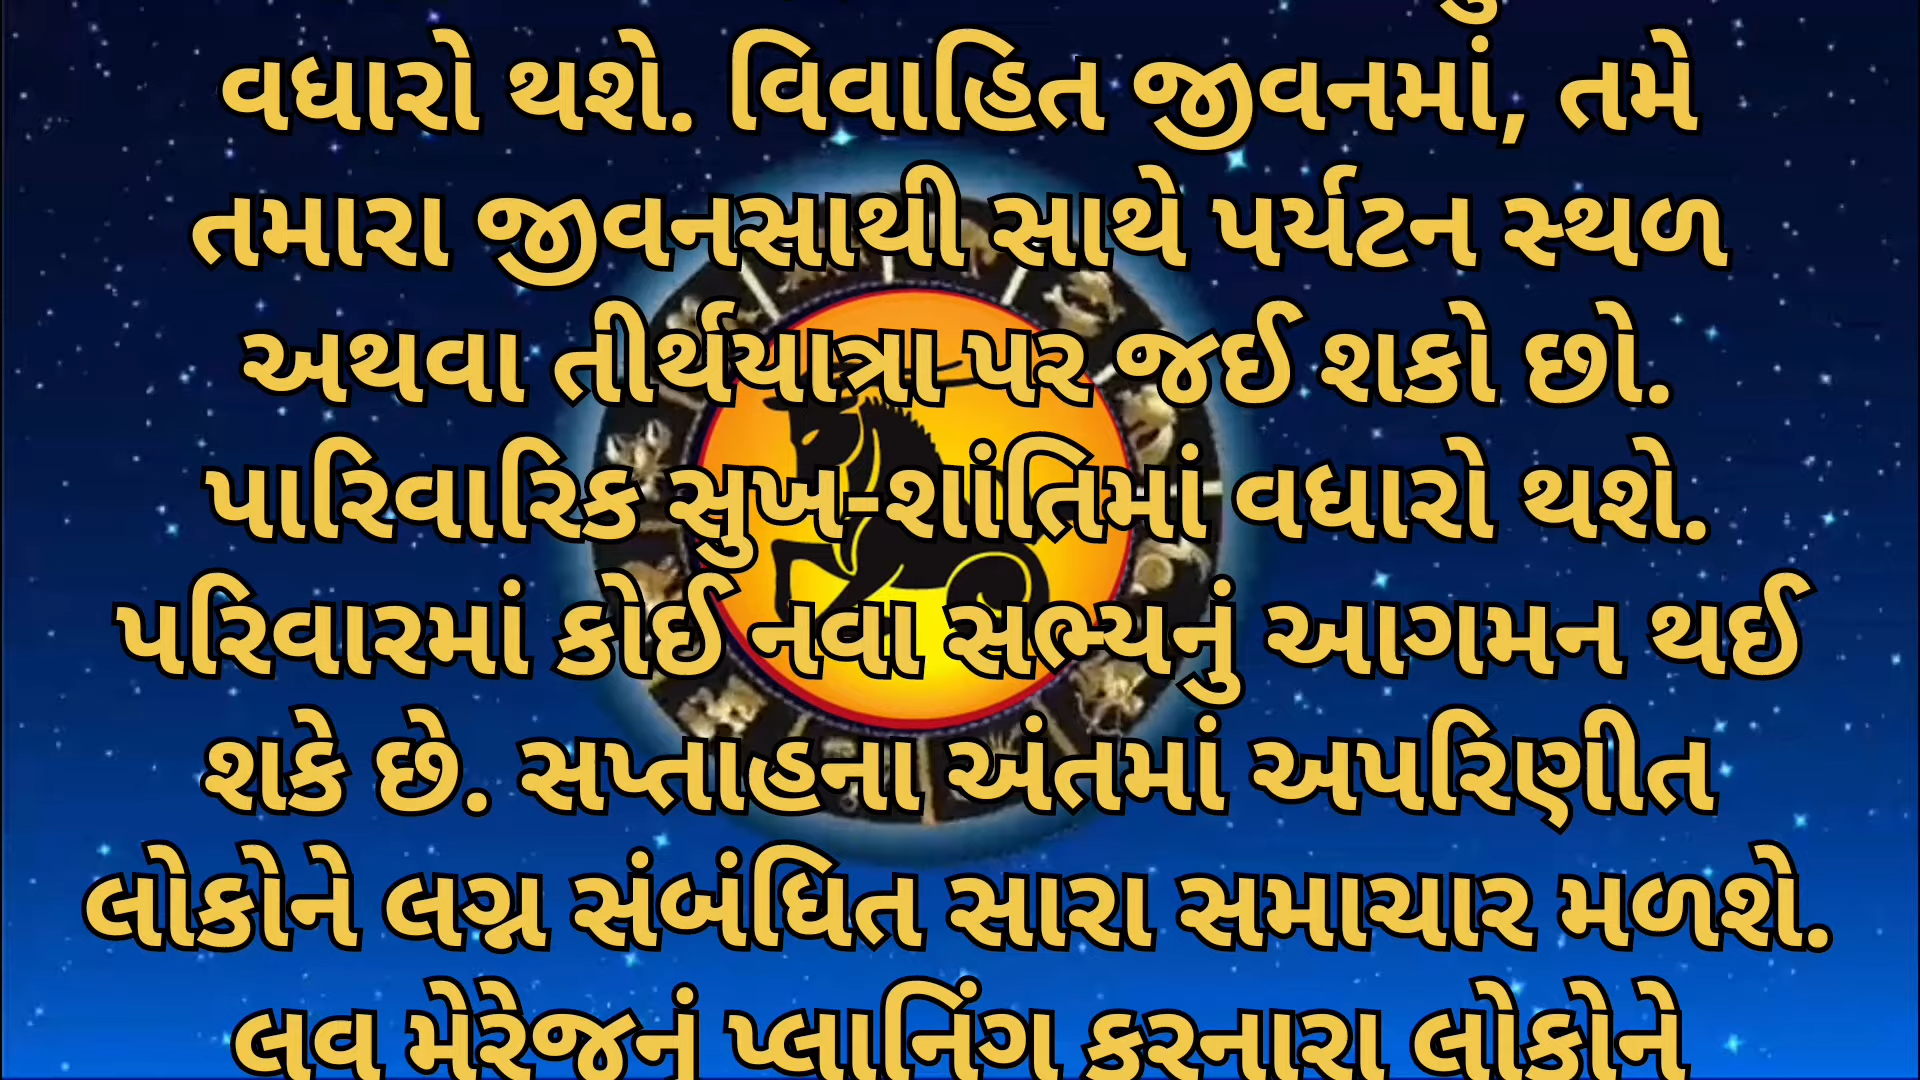 વધારો થશે. વિવાહિત જીવનમાં, તમે
તમારા જીવનસાથી સાથે પર્યટન સ્થળ
અથવા તીર્થયાત્રા પર જઈ શકો છો.
પારિવારિક સુખ-શાંતિમાં વધારો થશે.
પરિવારમાં કોઈ નવા સભ્યનું આગમન થઈ
શકે છે. સપ્તાહના અંતમાં અપરિણીત
લોકોને લગ્ન સંબંધિત સારા સમાચાર મળશે.
લવ મેરેજનું પ્લાનિંગ કરનારા લોકોને